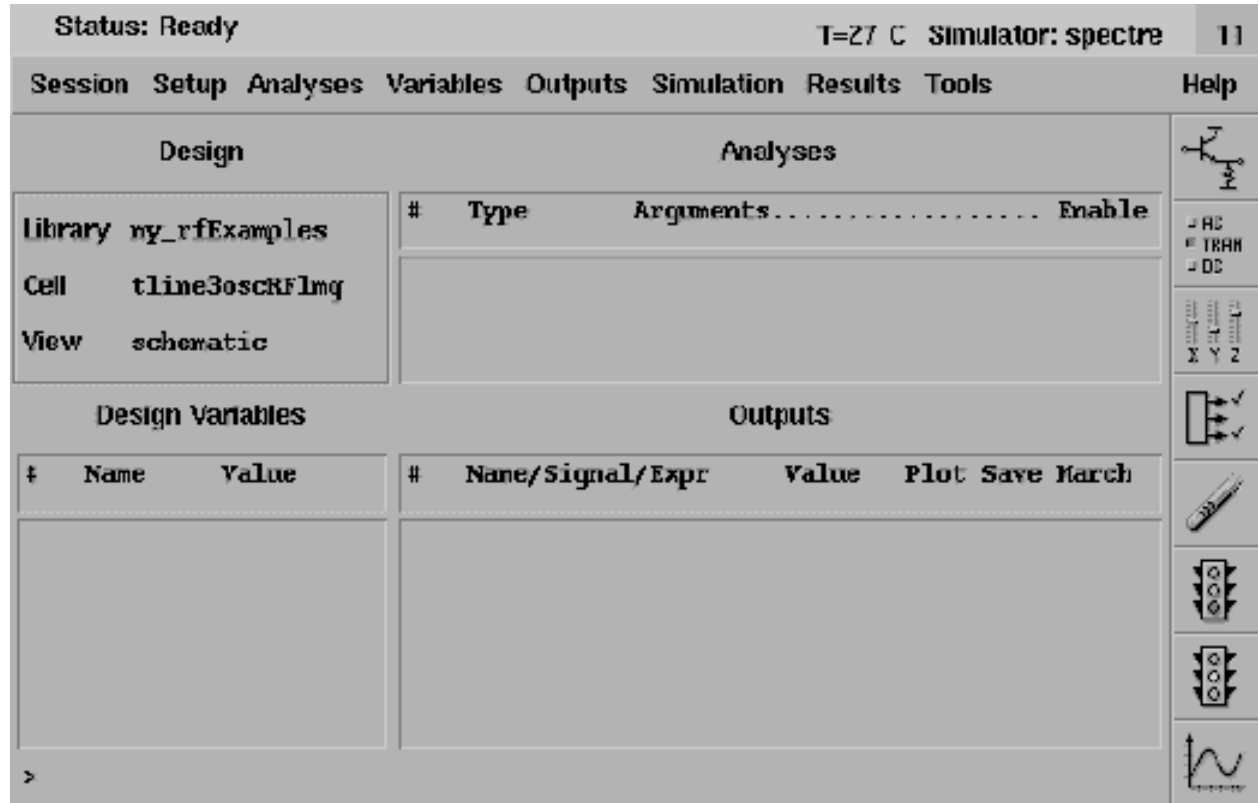 Status: Ready T=27 C Simulator: spectre 11
Session Setup Analyses Variables Outputs Simulation Results Tools Help
Design
Analyses
Library my_rfExamples
Cell tline3oscRFlmg
View schematic
# Type Arguments................... Enable
Design Variables
Outputs
# Name Value
# Name/Signal/Expr Value Plot Save March
>
AC
TRAN
DC
X Y Z